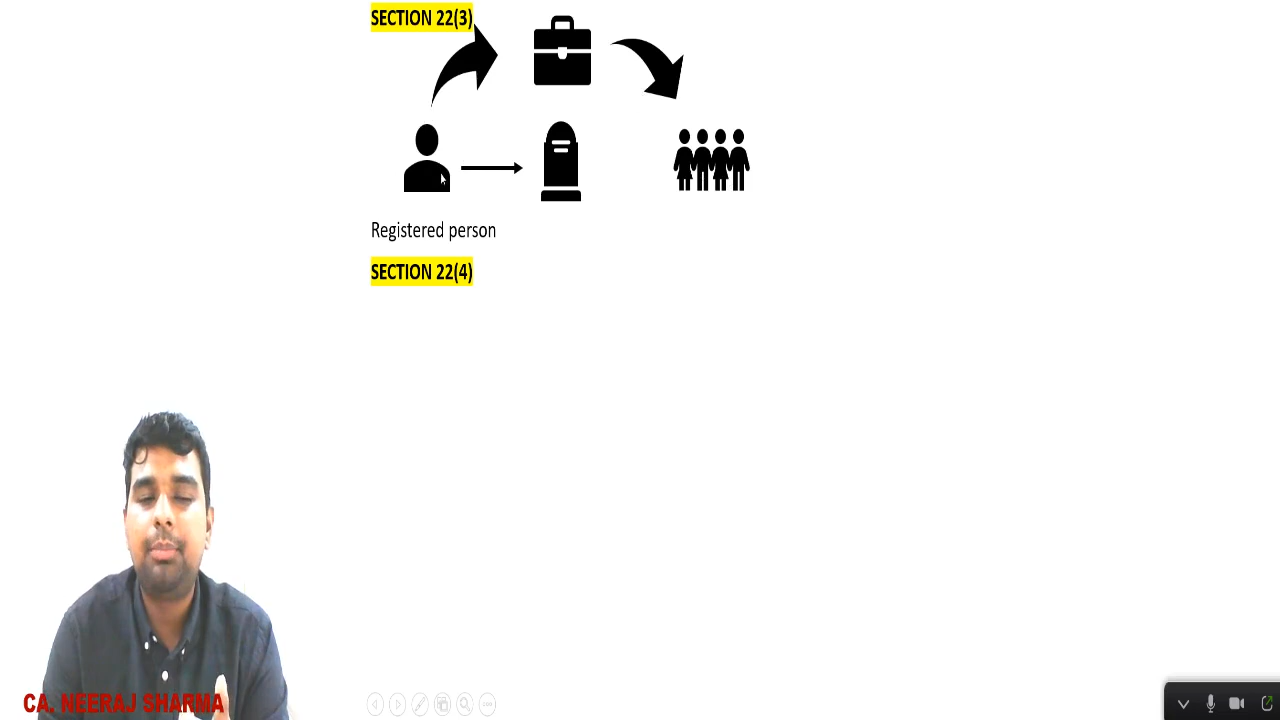 SECTION 22(3)
Registered person
SECTION 22(4)
CA. NEERAJ SHARMA